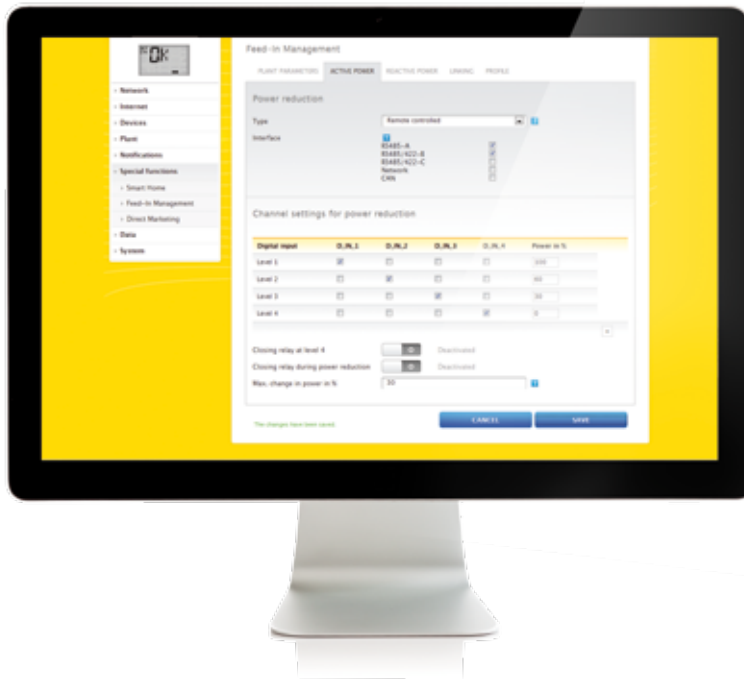 OK
Network
Internet
Devices
Plant
Notifications
Special functions
Smart Home
Feed-In Management
Direct Marketing
Data
System
Feed-In Management
PLANT PARAMETERS ACTIVE POWER REACTIVE POWER LINKING PROFILE
Power reduction
Type Remote controlled ?
Interface ?
RS485-A
RS485/422-B
RS485/422-C
Network
CAN
Channel settings for power reduction
Digital input D_IN_1 D_IN_2 D_IN_3 D_IN_4 Power in %
Level 1 100
Level 2 60
Level 3 30
Level 4 0
Closing relay at level 4 Deactivated
Closing relay during power reduction Deactivated
Max. change in power in % 30 ?
The changes have been saved.
CANCEL SAVE